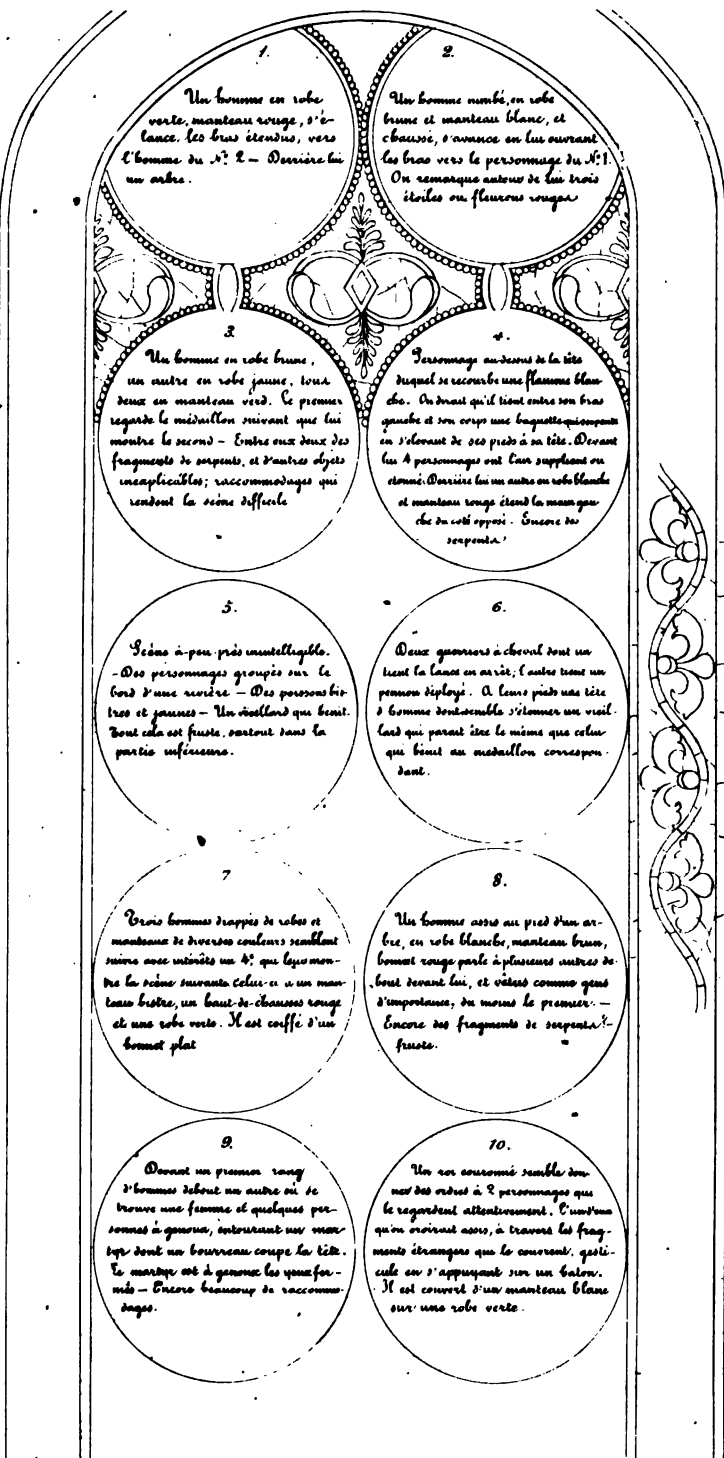 1.
Un homme en robe
verte, manteau rouge, s'é-
lance, les bras étendus, vers
l'homme du Nº 2 — Derrière lui
un arbre.
2.
Un homme nimbé, en robe
brune et manteau blanc, et
chaussé, s'avance en lui ouvrant
les bras vers le personnage du Nº 1.
On remarque autour de lui trois
étoiles ou fleurons rouges
3.
Un homme en robe brune,
un autre en robe jaune, tous
deux en manteau verd. Le premier
regarde le médaillon suivant que lui
montre le second — Entre eux deux des
fragments de serpents, et d'autres objets
inexplicables; raccommodages qui
rendent la scène difficile
4.
Personnage au-dessus de la tête
duquel se recourbe une flamme blan-
che. On dirait qu'il tient entre son bras
gauche et son corps une baguette qui serpente
en s'élevant de ses pieds à sa tête. Devant
lui 4 personnages ont l'air suppliant ou
étonné. Derrière lui un autre en robe blanche
et manteau rouge étend la main gau
che du coté opposé. Encore des
serpents.
5.
Scène à-peu-près inintelligible.
- Des personnages groupés sur le
bord d'une rivière — Des poissons bis-
tres et jaunes — Un vieillard qui benit.
Tout cela est fruste, surtout dans la
partie inférieure.
6.
Deux guerriers à cheval dont un
tient la lance en arrêt; l'autre tient un
pennon déployé. A leurs pieds une tête
d'homme dont semble s'étonner un vieil-
lard qui parait être le même que celui
qui bénit au médaillon correspon-
dant.
7
Trois hommes drappés de robes et
manteaux de diverses couleurs semblent
suivre avec intérêts un 4e qui leur mon-
tre la scène suivante. Celui-ci a un man-
teau bistre, un haut-de-chausses rouge
et une robe verte. Il est coiffé d'un
bonnet plat
8.
Un homme assis au pied d'un ar-
bre, en robe blanche, manteau brun,
bonnet rouge parle à plusieurs autres de-
bout devant lui, et vêtus comme gens
d'importance, du moins le premier. —
Encore des fragments de serpents —
fruste.
9.
Devant un premier rang
d'hommes debout un autre où se
trouve une femme et quelques per-
sonnes à genoux, entourant un mar-
tyr dont un bourreau coupe la tête.
Le martyr est à genoux les yeux fer-
més — Encore beaucoup de raccommo-
dages.
10.
Un roi couronné semble don-
ner des ordres à 2 personnages qui
le regardent attentivement. L'un d'eux
qu'on croirait assis, à travers les frag-
ments étrangers que le couvrent, gesti-
cule en s'appuyant sur un baton.
Il est couvert d'un manteau blanc
sur une robe verte.